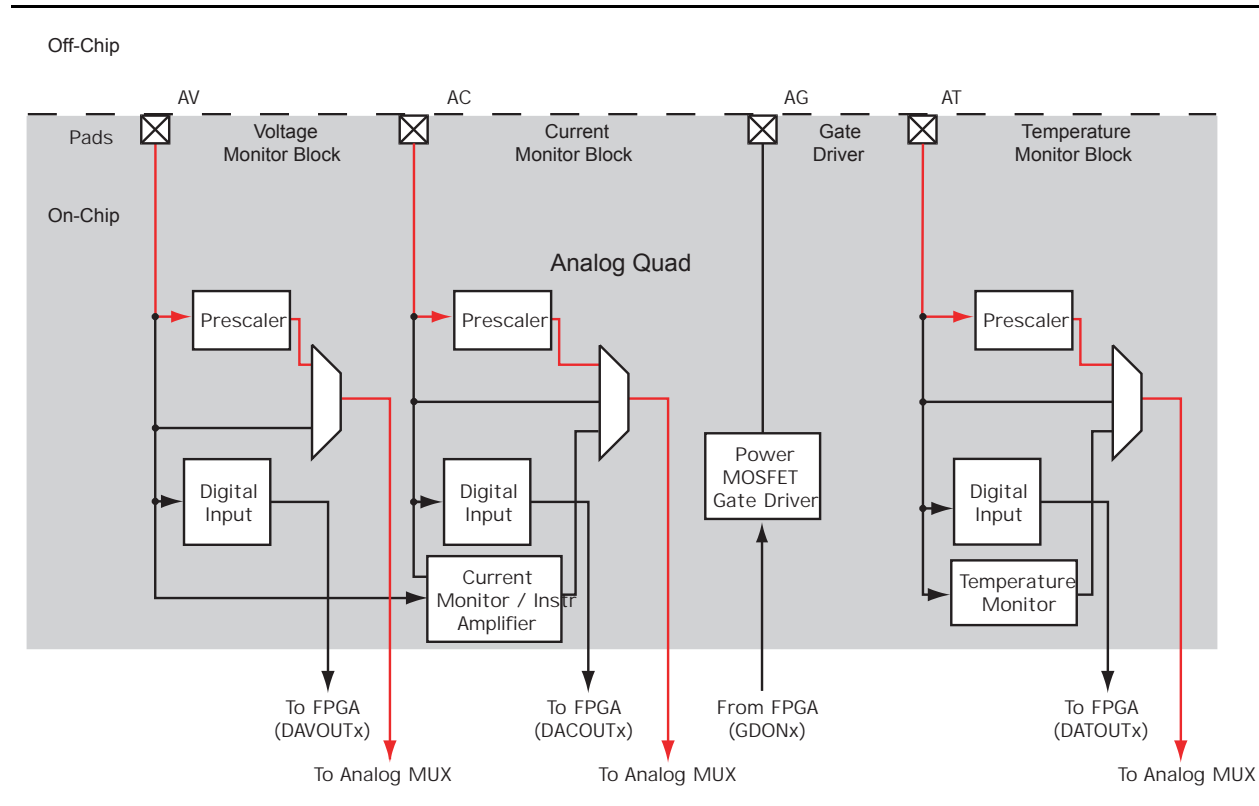 Off-Chip
AV
AC
AG
AT
Pads
Voltage
Monitor Block
Current
Monitor Block
Gate
Driver
Temperature
Monitor Block
On-Chip
Analog Quad
Prescaler
Prescaler
Prescaler
Power
MOSFET
Gate Driver
Digital
Input
Digital
Input
Digital
Input
Current
Monitor / Instr
Amplifier
Temperature
Monitor
To FPGA
(DAVOUTx)
To FPGA
(DACOUTx)
From FPGA
(GDONx)
To FPGA
(DATOUTx)
To Analog MUX
To Analog MUX
To Analog MUX